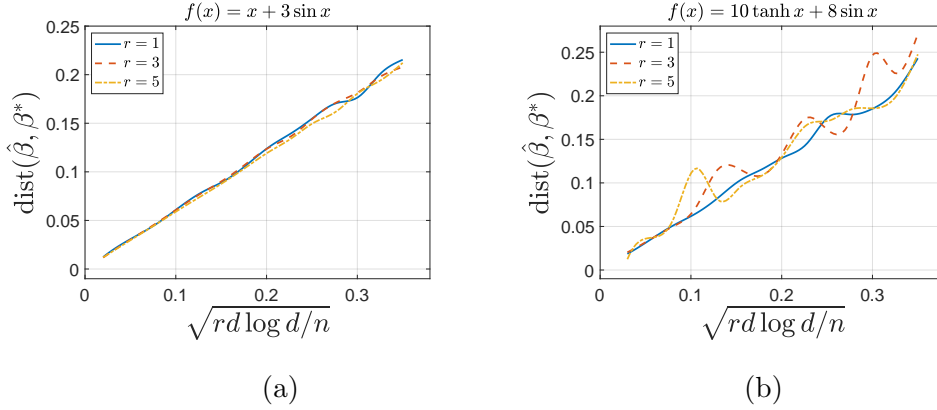 f(x) = x + 3 sin x
r = 1
r = 3
r = 5
0.2
0.15
0.1
0.05
0
0 0.1 0.2 0.3
dist(β̂, β*)
√rd log d/n
(a)
f(x) = 10 tanh x + 8 sin x
r = 1
r = 3
r = 5
0.25
0.2
0.15
0.1
0.05
0
0 0.1 0.2 0.3
dist(β̂, β*)
√rd log d/n
(b)